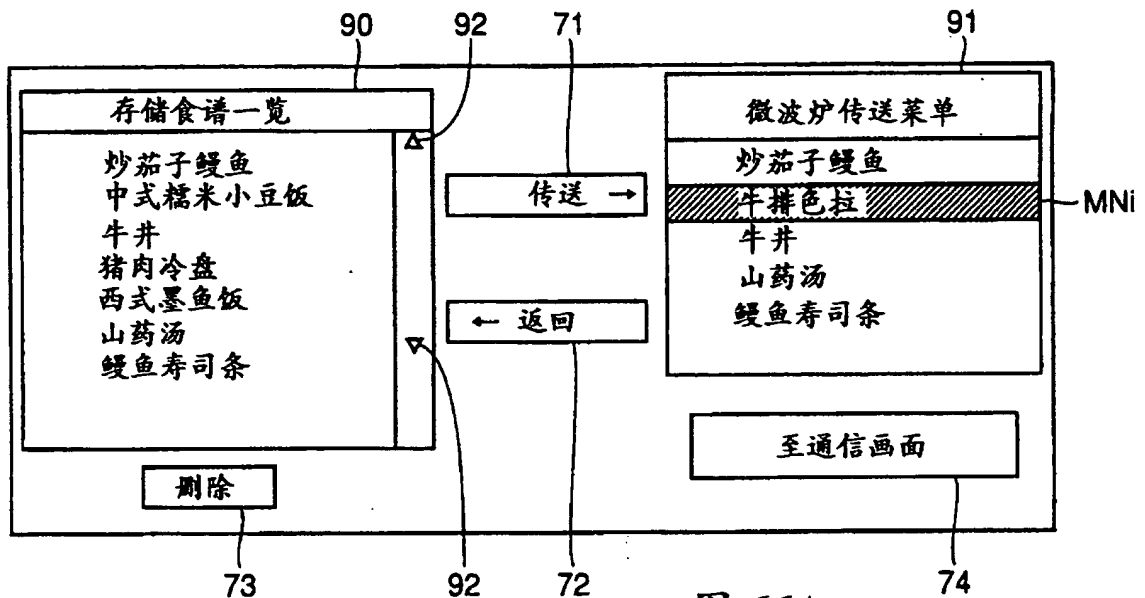 90
92
71
91
存储食谱一览
炒茄子鳗鱼
中式糯米小豆饭
牛井
猪肉冷盘
西式墨鱼饭
山药汤
鳗鱼寿司条
传送 →
← 返回
微波炉传送菜单
炒茄子鳗鱼
牛排色拉
MNi
牛井
山药汤
鳗鱼寿司条
删除
至通信画面
73
92
72
74